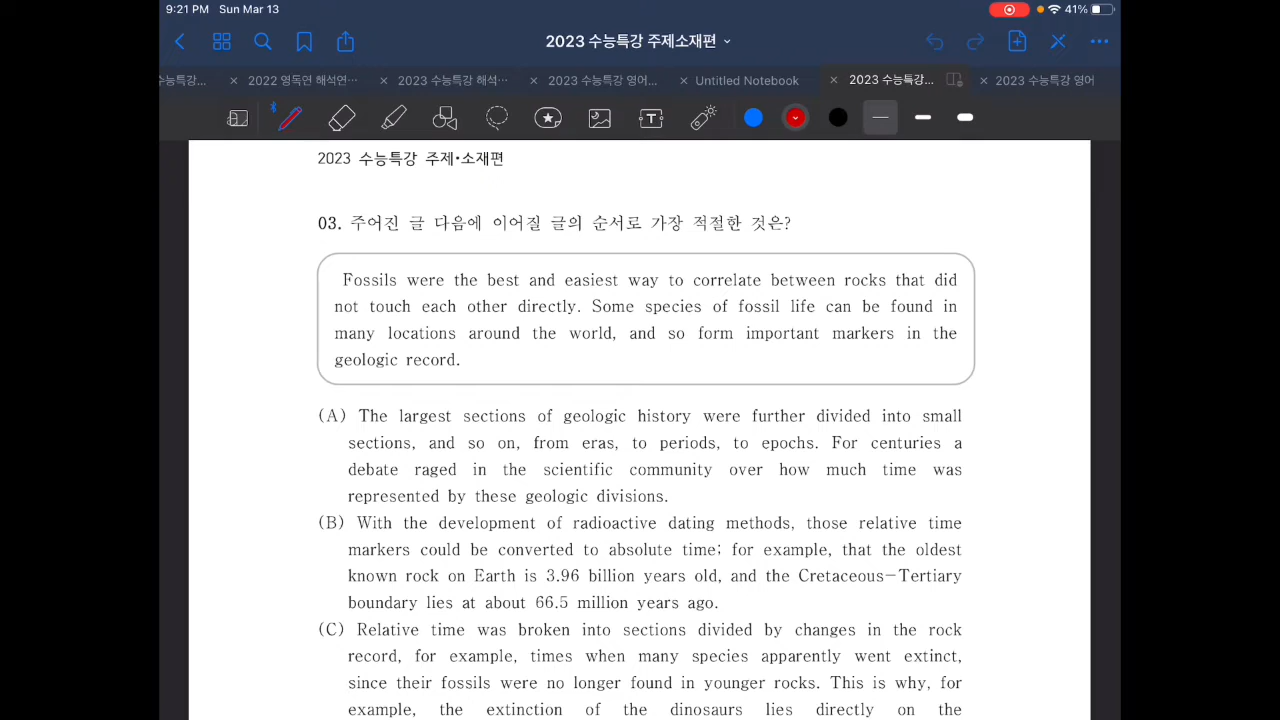 9:21 PM Sun Mar 13
41%
2023 수능특강 주제소재편
수능특강...
2022 영독연 해석연...
2023 수능특강 해석...
2023 수능특강 영어...
Untitled Notebook
2023 수능특강...
2023 수능특강 영어
2023 수능특강 주제•소재편
03. 주어진 글 다음에 이어질 글의 순서로 가장 적절한 것은?
Fossils were the best and easiest way to correlate between rocks that did
not touch each other directly. Some species of fossil life can be found in
many locations around the world, and so form important markers in the
geologic record.
(A) The largest sections of geologic history were further divided into small
sections, and so on, from eras, to periods, to epochs. For centuries a
debate raged in the scientific community over how much time was
represented by these geologic divisions.
(B) With the development of radioactive dating methods, those relative time
markers could be converted to absolute time; for example, that the oldest
known rock on Earth is 3.96 billion years old, and the Cretaceous-Tertiary
boundary lies at about 66.5 million years ago.
(C) Relative time was broken into sections divided by changes in the rock
record, for example, times when many species apparently went extinct,
since their fossils were no longer found in younger rocks. This is why, for
example, the extinction of the dinosaurs lies directly on the